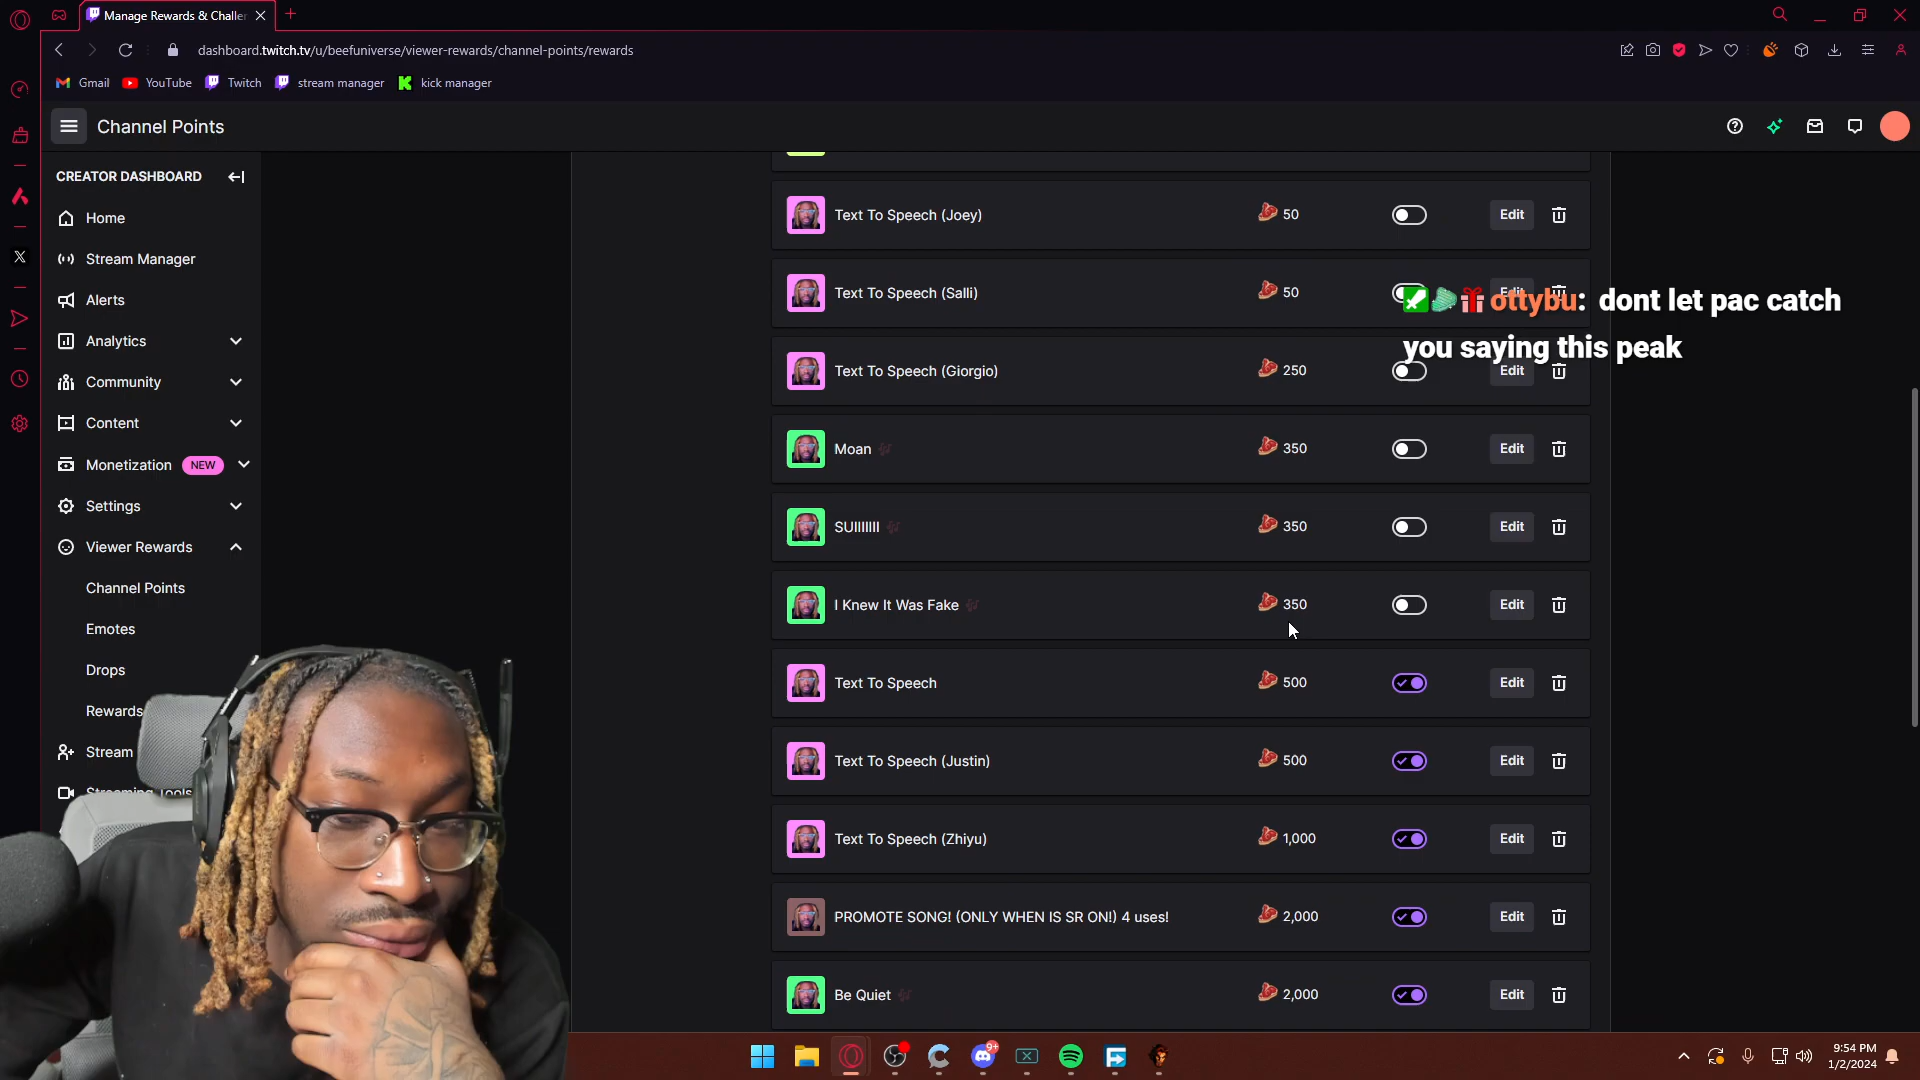 Manage Rewards & Challer
dashboard.twitch.tv/u/beefuniverse/viewer-rewards/channel-points/rewards
Gmail YouTube Twitch stream manager kick manager
Channel Points
CREATOR DASHBOARD
Home
Stream Manager
Alerts
Analytics
Community
Content
Monetization NEW
Settings
Viewer Rewards
Channel Points
Emotes
Drops
Rewards
Stream
Streaming Tools
Text To Speech (Joey) 50 Edit
Text To Speech (Salli) 50 Edit
ottybu: dont let pac catch
you saying this peak
Text To Speech (Giorgio) 250 Edit
Moan 350 Edit
SUIIIIIII 350 Edit
I Knew It Was Fake 350 Edit
Text To Speech 500 Edit
Text To Speech (Justin) 500 Edit
Text To Speech (Zhiyu) 1,000 Edit
PROMOTE SONG! (ONLY WHEN IS SR ON!) 4 uses! 2,000 Edit
Be Quiet 2,000 Edit
9+
9:54 PM
1/2/2024